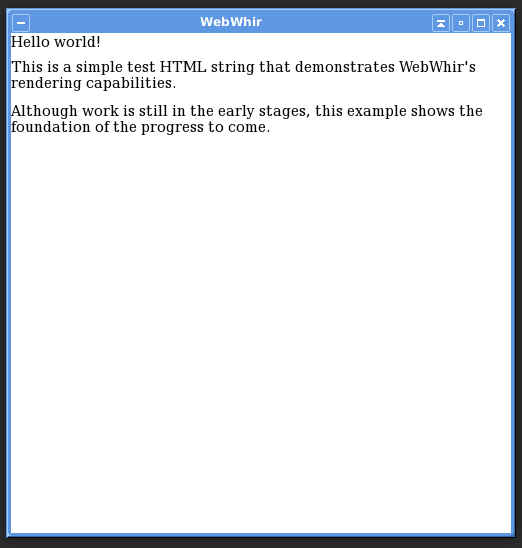 WebWhir
Hello world!
This is a simple test HTML string that demonstrates WebWhir's
rendering capabilities.
Although work is still in the early stages, this example shows the
foundation of the progress to come.